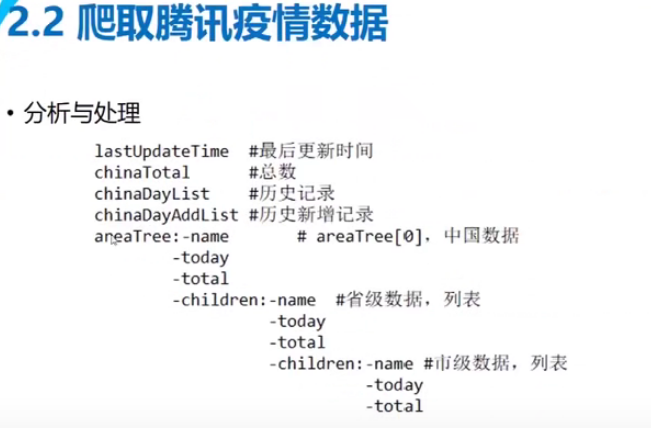 2.2 爬取腾讯疫情数据
• 分析与处理
lastUpdateTime #最后更新时间
chinaTotal #总数
chinaDayList #历史记录
chinaDayAddList #历史新增记录
areaTree:-name # areaTree[0]，中国数据
-today
-total
-children:-name #省级数据，列表
-today
-total
-children:-name #市级数据，列表
-today
-total